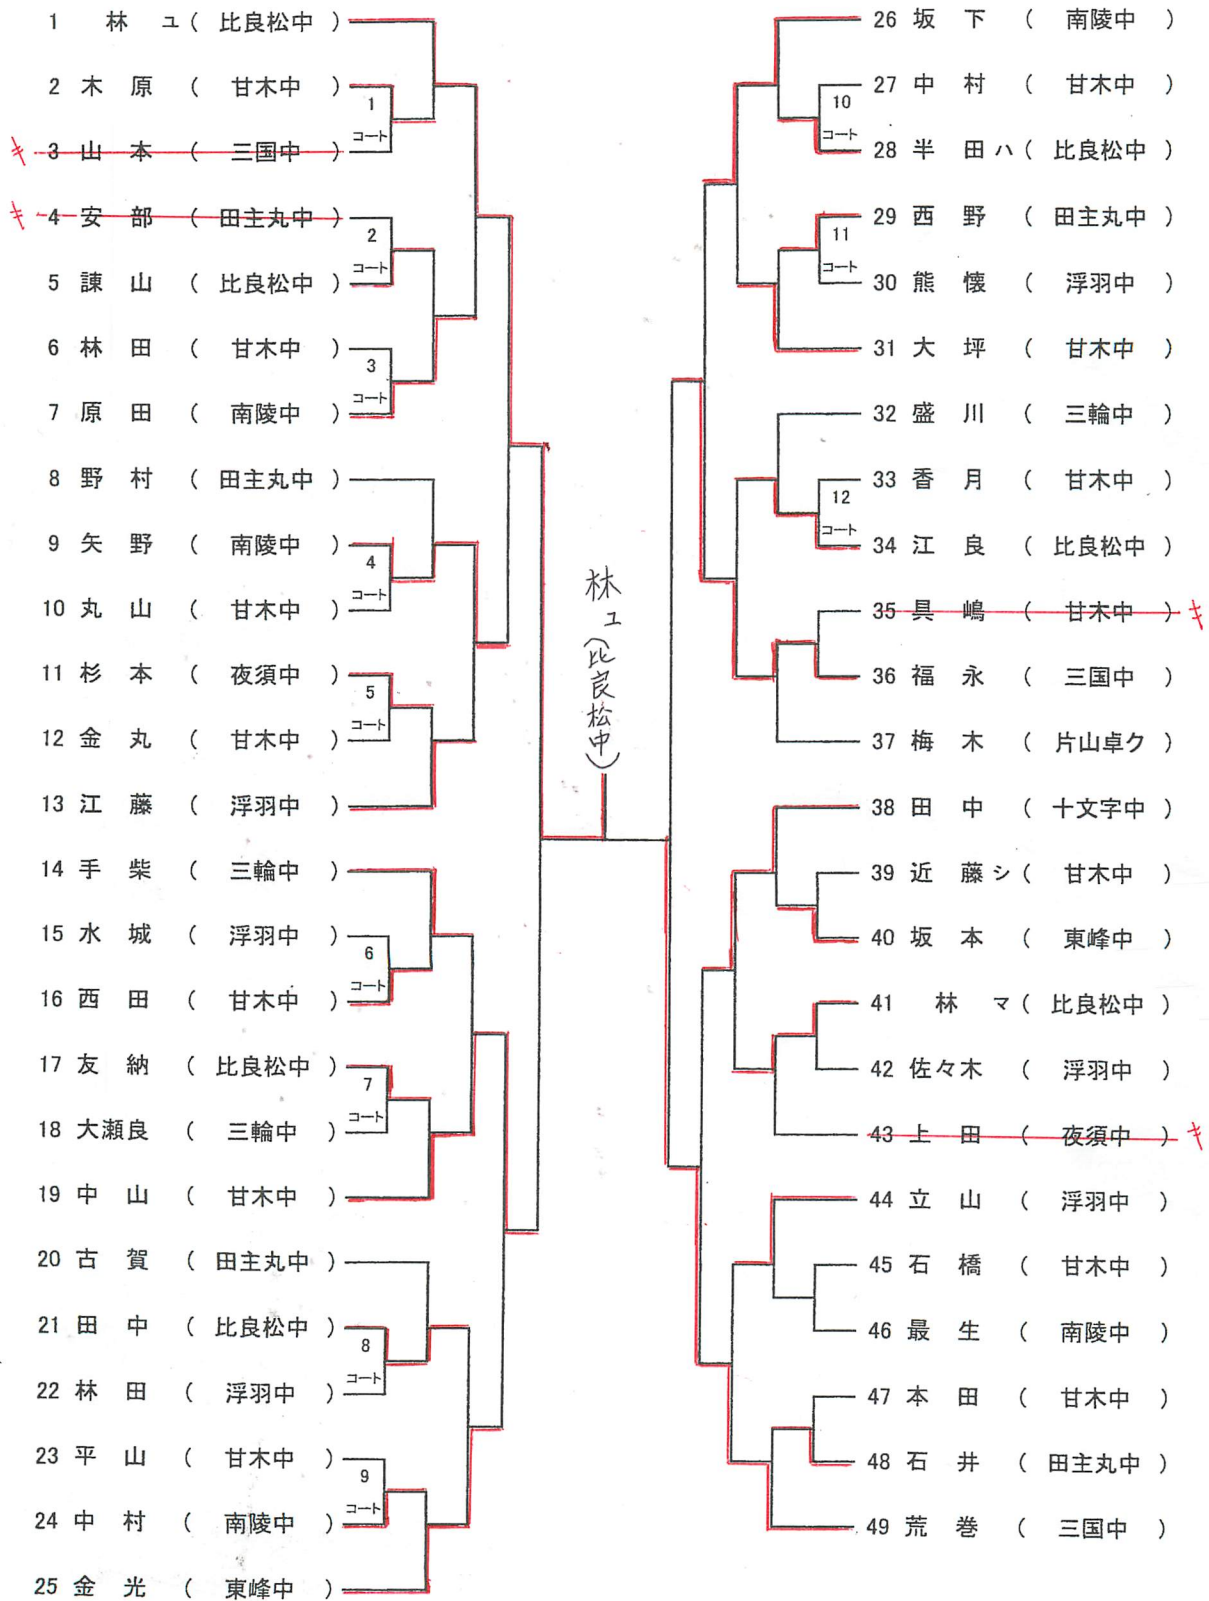 1 林 ユ ( 比良松中 )
2 木 原 ( 甘木中 )
1
コート
3 山 本 ( 三国中 )
キ
4 安 部 ( 田主丸中 )
キ
2
コート
5 諌 山 ( 比良松中 )
6 林 田 ( 甘木中 )
3
コート
7 原 田 ( 南陵中 )
8 野 村 ( 田主丸中 )
9 矢 野 ( 南陵中 )
4
コート
10 丸 山 ( 甘木中 )
11 杉 本 ( 夜須中 )
5
コート
12 金 丸 ( 甘木中 )
13 江 藤 ( 浮羽中 )
14 手 柴 ( 三輪中 )
15 水 城 ( 浮羽中 )
6
コート
16 西 田 ( 甘木中 )
17 友 納 ( 比良松中 )
7
コート
18 大瀬良 ( 三輪中 )
19 中 山 ( 甘木中 )
20 古 賀 ( 田主丸中 )
21 田 中 ( 比良松中 )
8
コート
22 林 田 ( 浮羽中 )
23 平 山 ( 甘木中 )
9
コート
24 中 村 ( 南陵中 )
25 金 光 ( 東峰中 )
林ユ(比良松中)
26 坂 下 ( 南陵中 )
27 中 村 ( 甘木中 )
10
コート
28 半 田ハ ( 比良松中 )
29 西 野 ( 田主丸中 )
11
コート
30 熊 懐 ( 浮羽中 )
31 大 坪 ( 甘木中 )
32 盛 川 ( 三輪中 )
33 香 月 ( 甘木中 )
12
コート
34 江 良 ( 比良松中 )
35 具 嶋 ( 甘木中 )
キ
36 福 永 ( 三国中 )
37 梅 木 ( 片山卓ク )
38 田 中 ( 十文字中 )
39 近 藤シ ( 甘木中 )
40 坂 本 ( 東峰中 )
41 林 マ ( 比良松中 )
42 佐々木 ( 浮羽中 )
43 上 田 ( 夜須中 )
キ
44 立 山 ( 浮羽中 )
45 石 橋 ( 甘木中 )
46 最 生 ( 南陵中 )
47 本 田 ( 甘木中 )
48 石 井 ( 田主丸中 )
49 荒 巻 ( 三国中 )